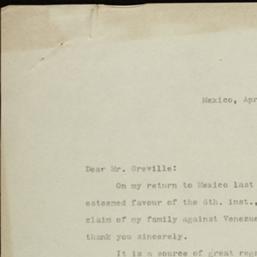 Mexico, Apr
Dear Mr. Greville:
On my return to Mexico last
esteemed favour of the 6th. inst.,
claim of my family against Venezue
thank you sincerely.
It is a source of great regr